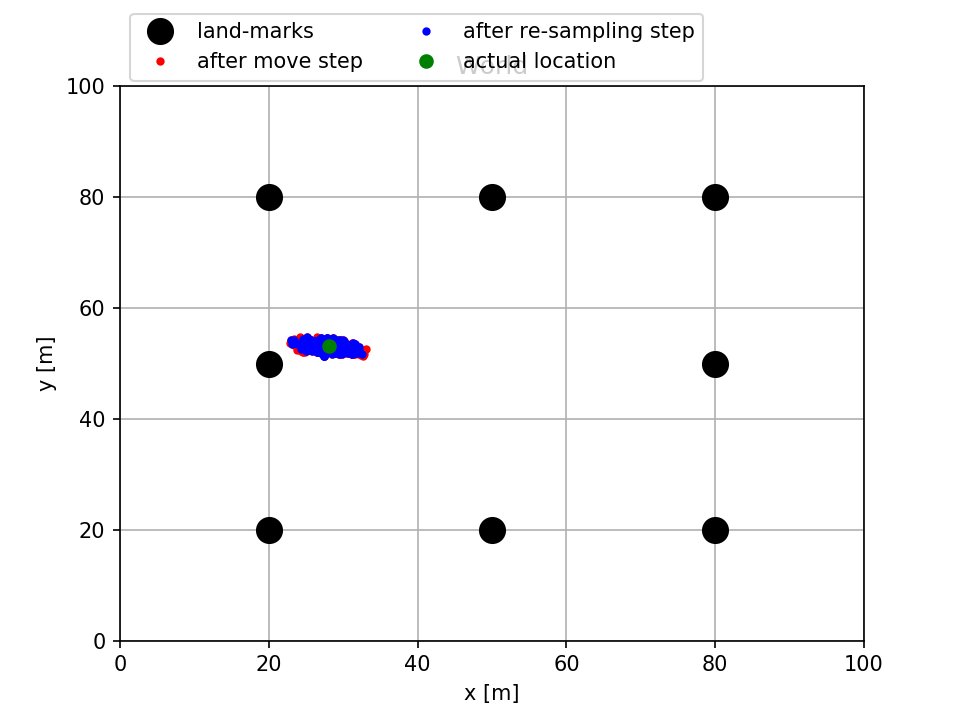 land-marks
after re-sampling step
after move step
actual location
World
100
80
60
40
20
0
y [m]
0 20 40 60 80 100
x [m]